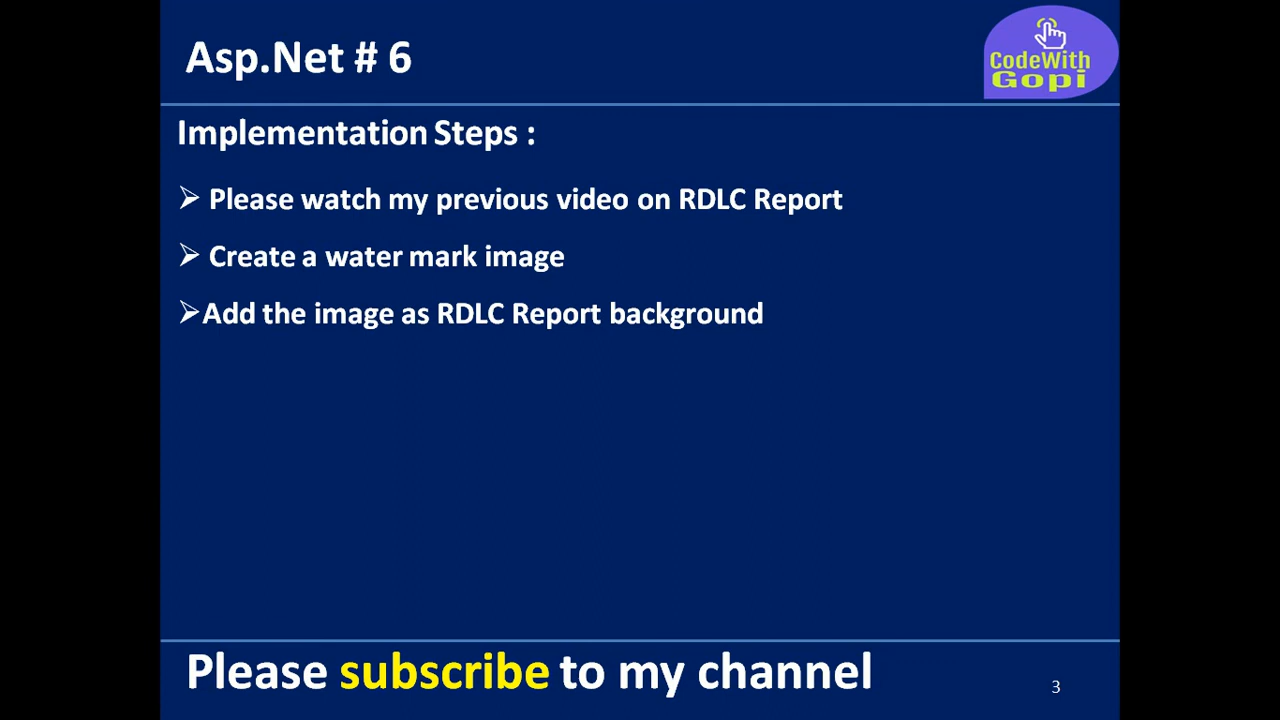 Asp.Net # 6
CodeWith
Gopi
Implementation Steps :
➢ Please watch my previous video on RDLC Report
➢ Create a water mark image
➢Add the image as RDLC Report background
Please subscribe to my channel
3